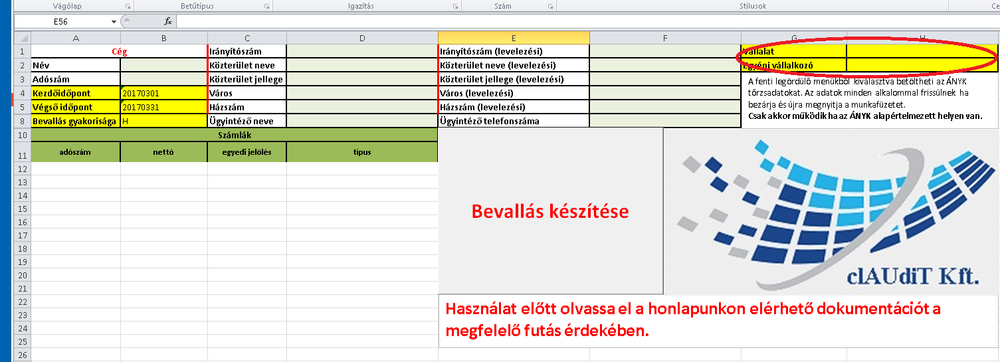 Vágólap Betűtípus Igazítás Szám Stílusok Ce
E56 fx
A B C D E F G H
1 Cég Irányítószám Irányítószám (levelezési) Vállalat
2 Név Közterület neve Közterület neve (levelezési) Egyéni vállalkozó
3 Adószám Közterület jellege Közterület jellege (levelezési)
4 Kezdőidőpont 20170301 Város Város (levelezési)
5 Végső időpont 20170331 Házszám Házszám (levelezési)
8 Bevallás gyakorisága H Ügyintéző neve Ügyintéző telefonszáma
A fenti legördülő menükből kiválasztva betöltheti az ÁNYK
törzsadatokat. Az adatok minden alkalommal frissülnek ha
bezárja és újra megnyitja a munkafüzetet.
Csak akkor működik ha az ÁNYK alapértelmezett helyen van.
10 Számlák
11 adószám nettó egyedi jelölés típus
12
13
14
15
16
17
18
19
20
21
22
23
24
25
26
Bevallás készítése
clAUdiT Kft.
Használat előtt olvassa el a honlapunkon elérhető dokumentációt a
megfelelő futás érdekében.